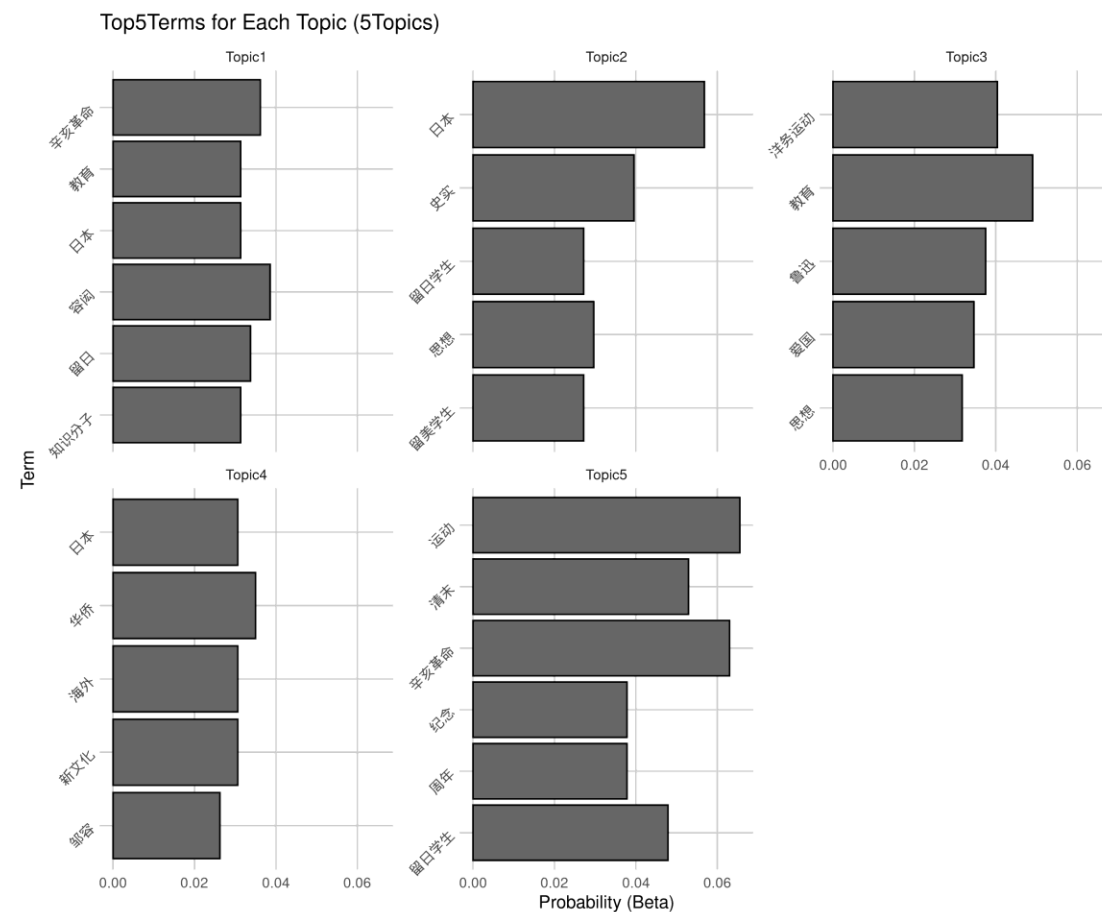 Top5Terms for Each Topic (5Topics)
Topic1
辛亥革命
教育
日本
容闳
留日
知识分子
Topic2
日本
史实
留日学生
思想
留美学生
Topic3
洋务运动
教育
鲁迅
爱国
思想
0.00 0.02 0.04 0.06
Term
Topic4
日本
华侨
海外
新文化
邹容
0.00 0.02 0.04 0.06
Topic5
运动
清末
辛亥革命
纪念
周年
留日学生
0.00 0.02 0.04 0.06
Probability (Beta)